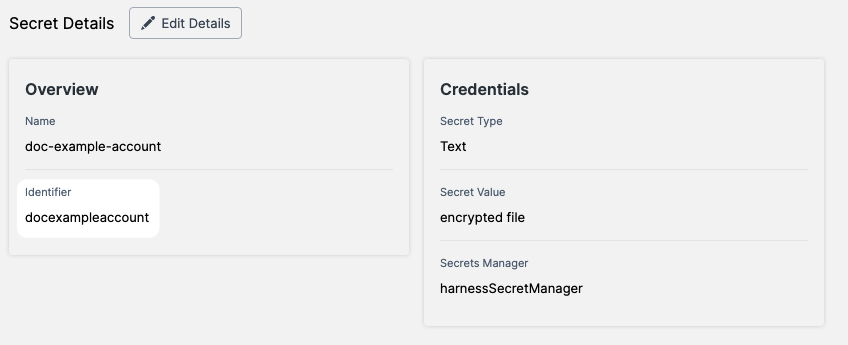 Secret Details
Edit Details
Overview
Name
doc-example-account
Identifier
docexampleaccount
Credentials
Secret Type
Text
Secret Value
encrypted file
Secrets Manager
harnessSecretManager